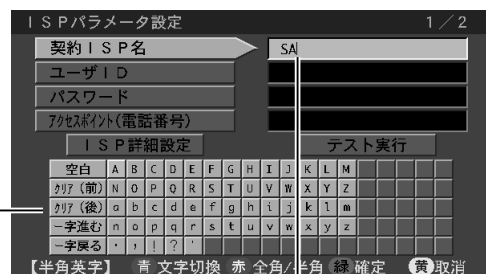 ＩＳＰパラメータ設定 １／２
契約ＩＳＰ名 SA
ユーザＩＤ
パスワード
ｱｸｾｽﾎﾟｲﾝﾄ(電話番号)
ＩＳＰ詳細設定 テスト実行
空白 A B C D E F G H I J K L M
ｸﾘｱ（前） N O P Q R S T U V W X Y Z
ｸﾘｱ（後） a b c d e f g h i j k l m
一字進む n o p q r s t u v w x y z
一字戻る ・ , ! ? '
【半角英字】 青 文字切換 赤 全角/半角 緑 確定 黄 取消